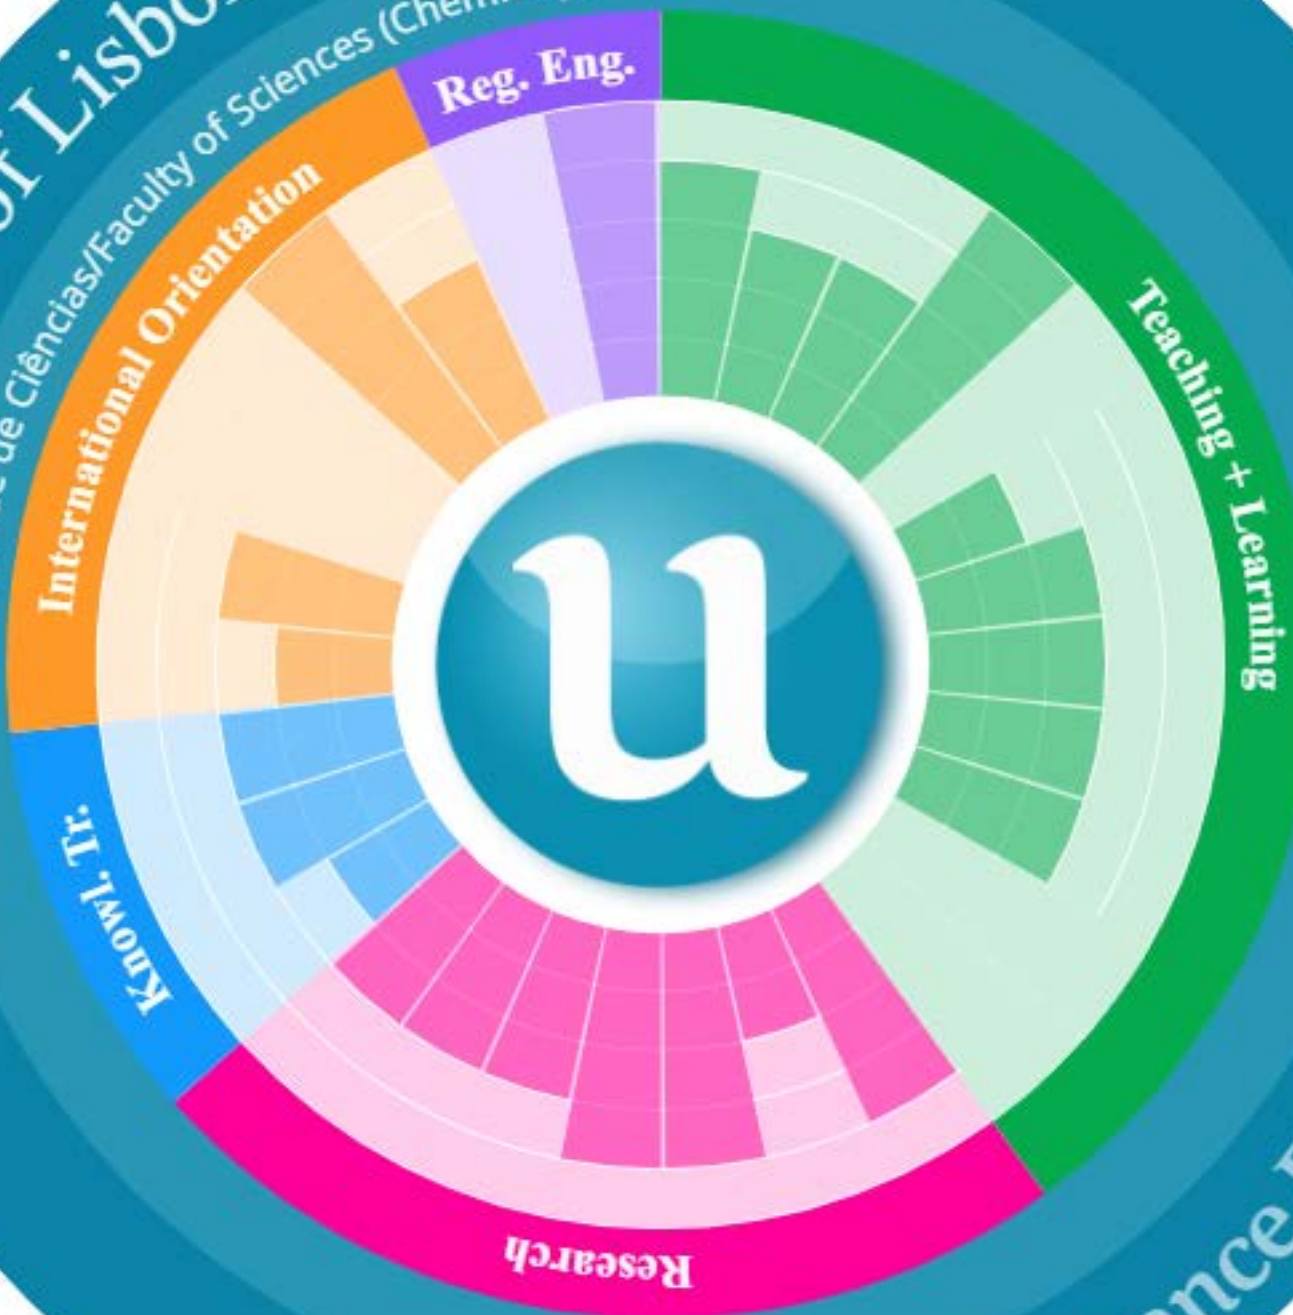 of Lisbo
de Ciências/Faculty of Sciences (Chem
Reg. Eng.
Teaching + Learning
International Orientation
Knowl. Tr.
Research
u
nce